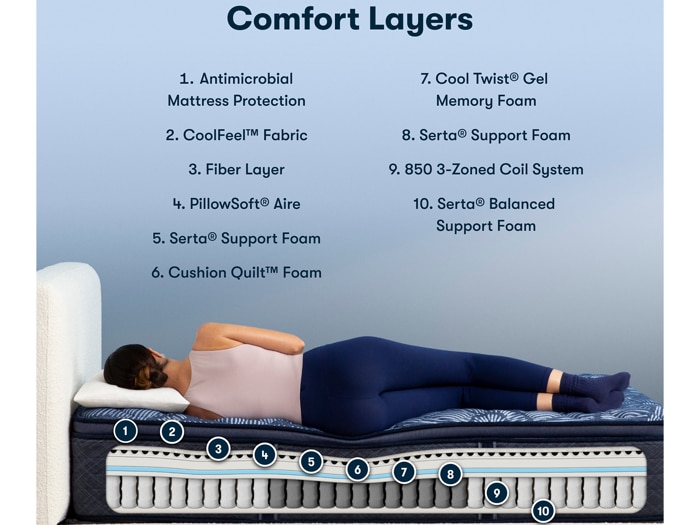 Comfort Layers
1. Antimicrobial
Mattress Protection
2. CoolFeel™ Fabric
3. Fiber Layer
4. PillowSoft® Aire
5. Serta® Support Foam
6. Cushion Quilt™ Foam
7. Cool Twist® Gel
Memory Foam
8. Serta® Support Foam
9. 850 3-Zoned Coil System
10. Serta® Balanced
Support Foam
1
2
3
4
5
6
7
8
9
10